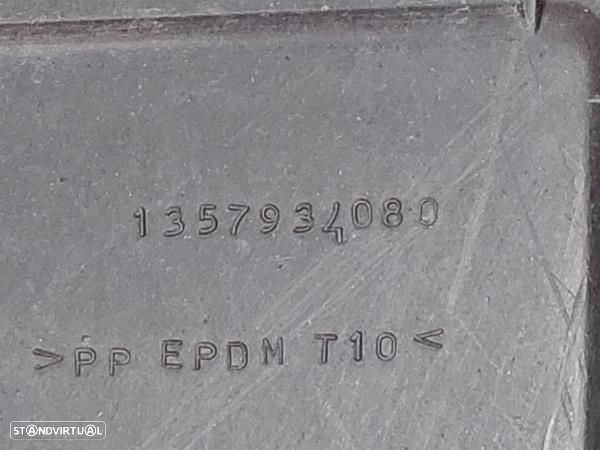 1357934080
>PP EPDM T10<
STANDVIRTUAL